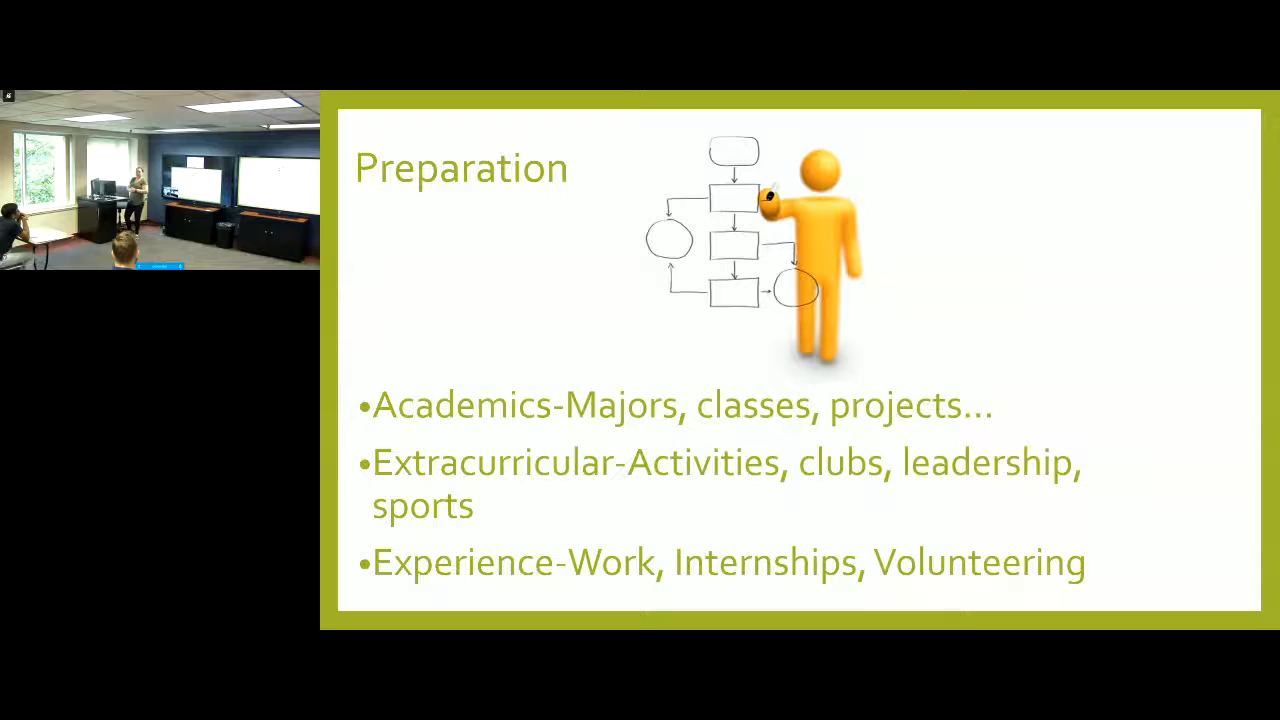 Preparation
•Academics-Majors, classes, projects...
•Extracurricular-Activities, clubs, leadership,
sports
•Experience-Work, Internships, Volunteering